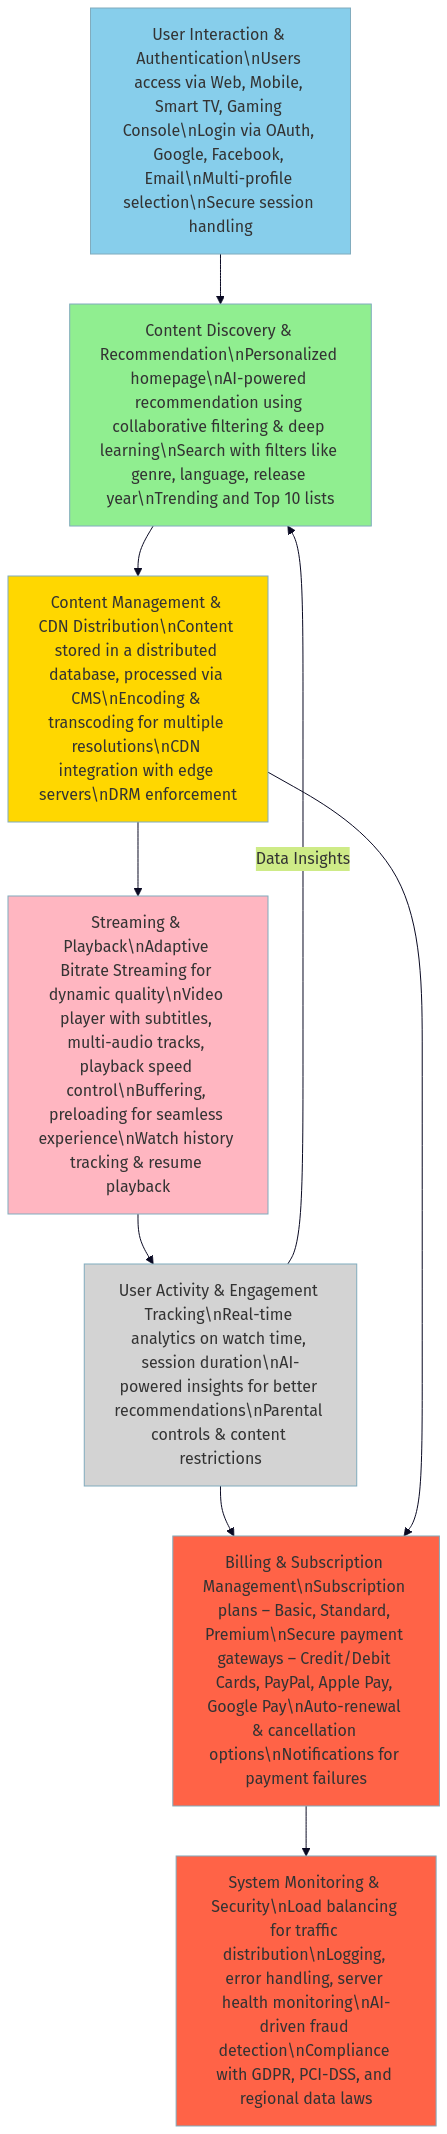 User Interaction &
Authentication\nUsers
access via Web, Mobile,
Smart TV, Gaming
Console\nLogin via OAuth,
Google, Facebook,
Email\nMulti-profile
selection\nSecure session
handling
Content Discovery &
Recommendation\nPersonalized
homepage\nAI-powered
recommendation using
collaborative filtering & deep
learning\nSearch with filters like
genre, language, release
year\nTrending and Top 10 lists
Content Management &
CDN Distribution\nContent
stored in a distributed
database, processed via
CMS\nEncoding &
transcoding for multiple
resolutions\nCDN
integration with edge
servers\nDRM enforcement
Data Insights
Streaming &
Playback\nAdaptive
Bitrate Streaming for
dynamic quality\nVideo
player with subtitles,
multi-audio tracks,
playback speed
control\nBuffering,
preloading for seamless
experience\nWatch history
tracking & resume
playback
User Activity & Engagement
Tracking\nReal-time
analytics on watch time,
session duration\nAI-
powered insights for better
recommendations\nParental
controls & content
restrictions
Billing & Subscription
Management\nSubscription
plans – Basic, Standard,
Premium\nSecure payment
gateways – Credit/Debit
Cards, PayPal, Apple Pay,
Google Pay\nAuto-renewal
& cancellation
options\nNotifications for
payment failures
System Monitoring &
Security\nLoad balancing
for traffic
distribution\nLogging,
error handling, server
health monitoring\nAI-
driven fraud
detection\nCompliance
with GDPR, PCI-DSS, and
regional data laws